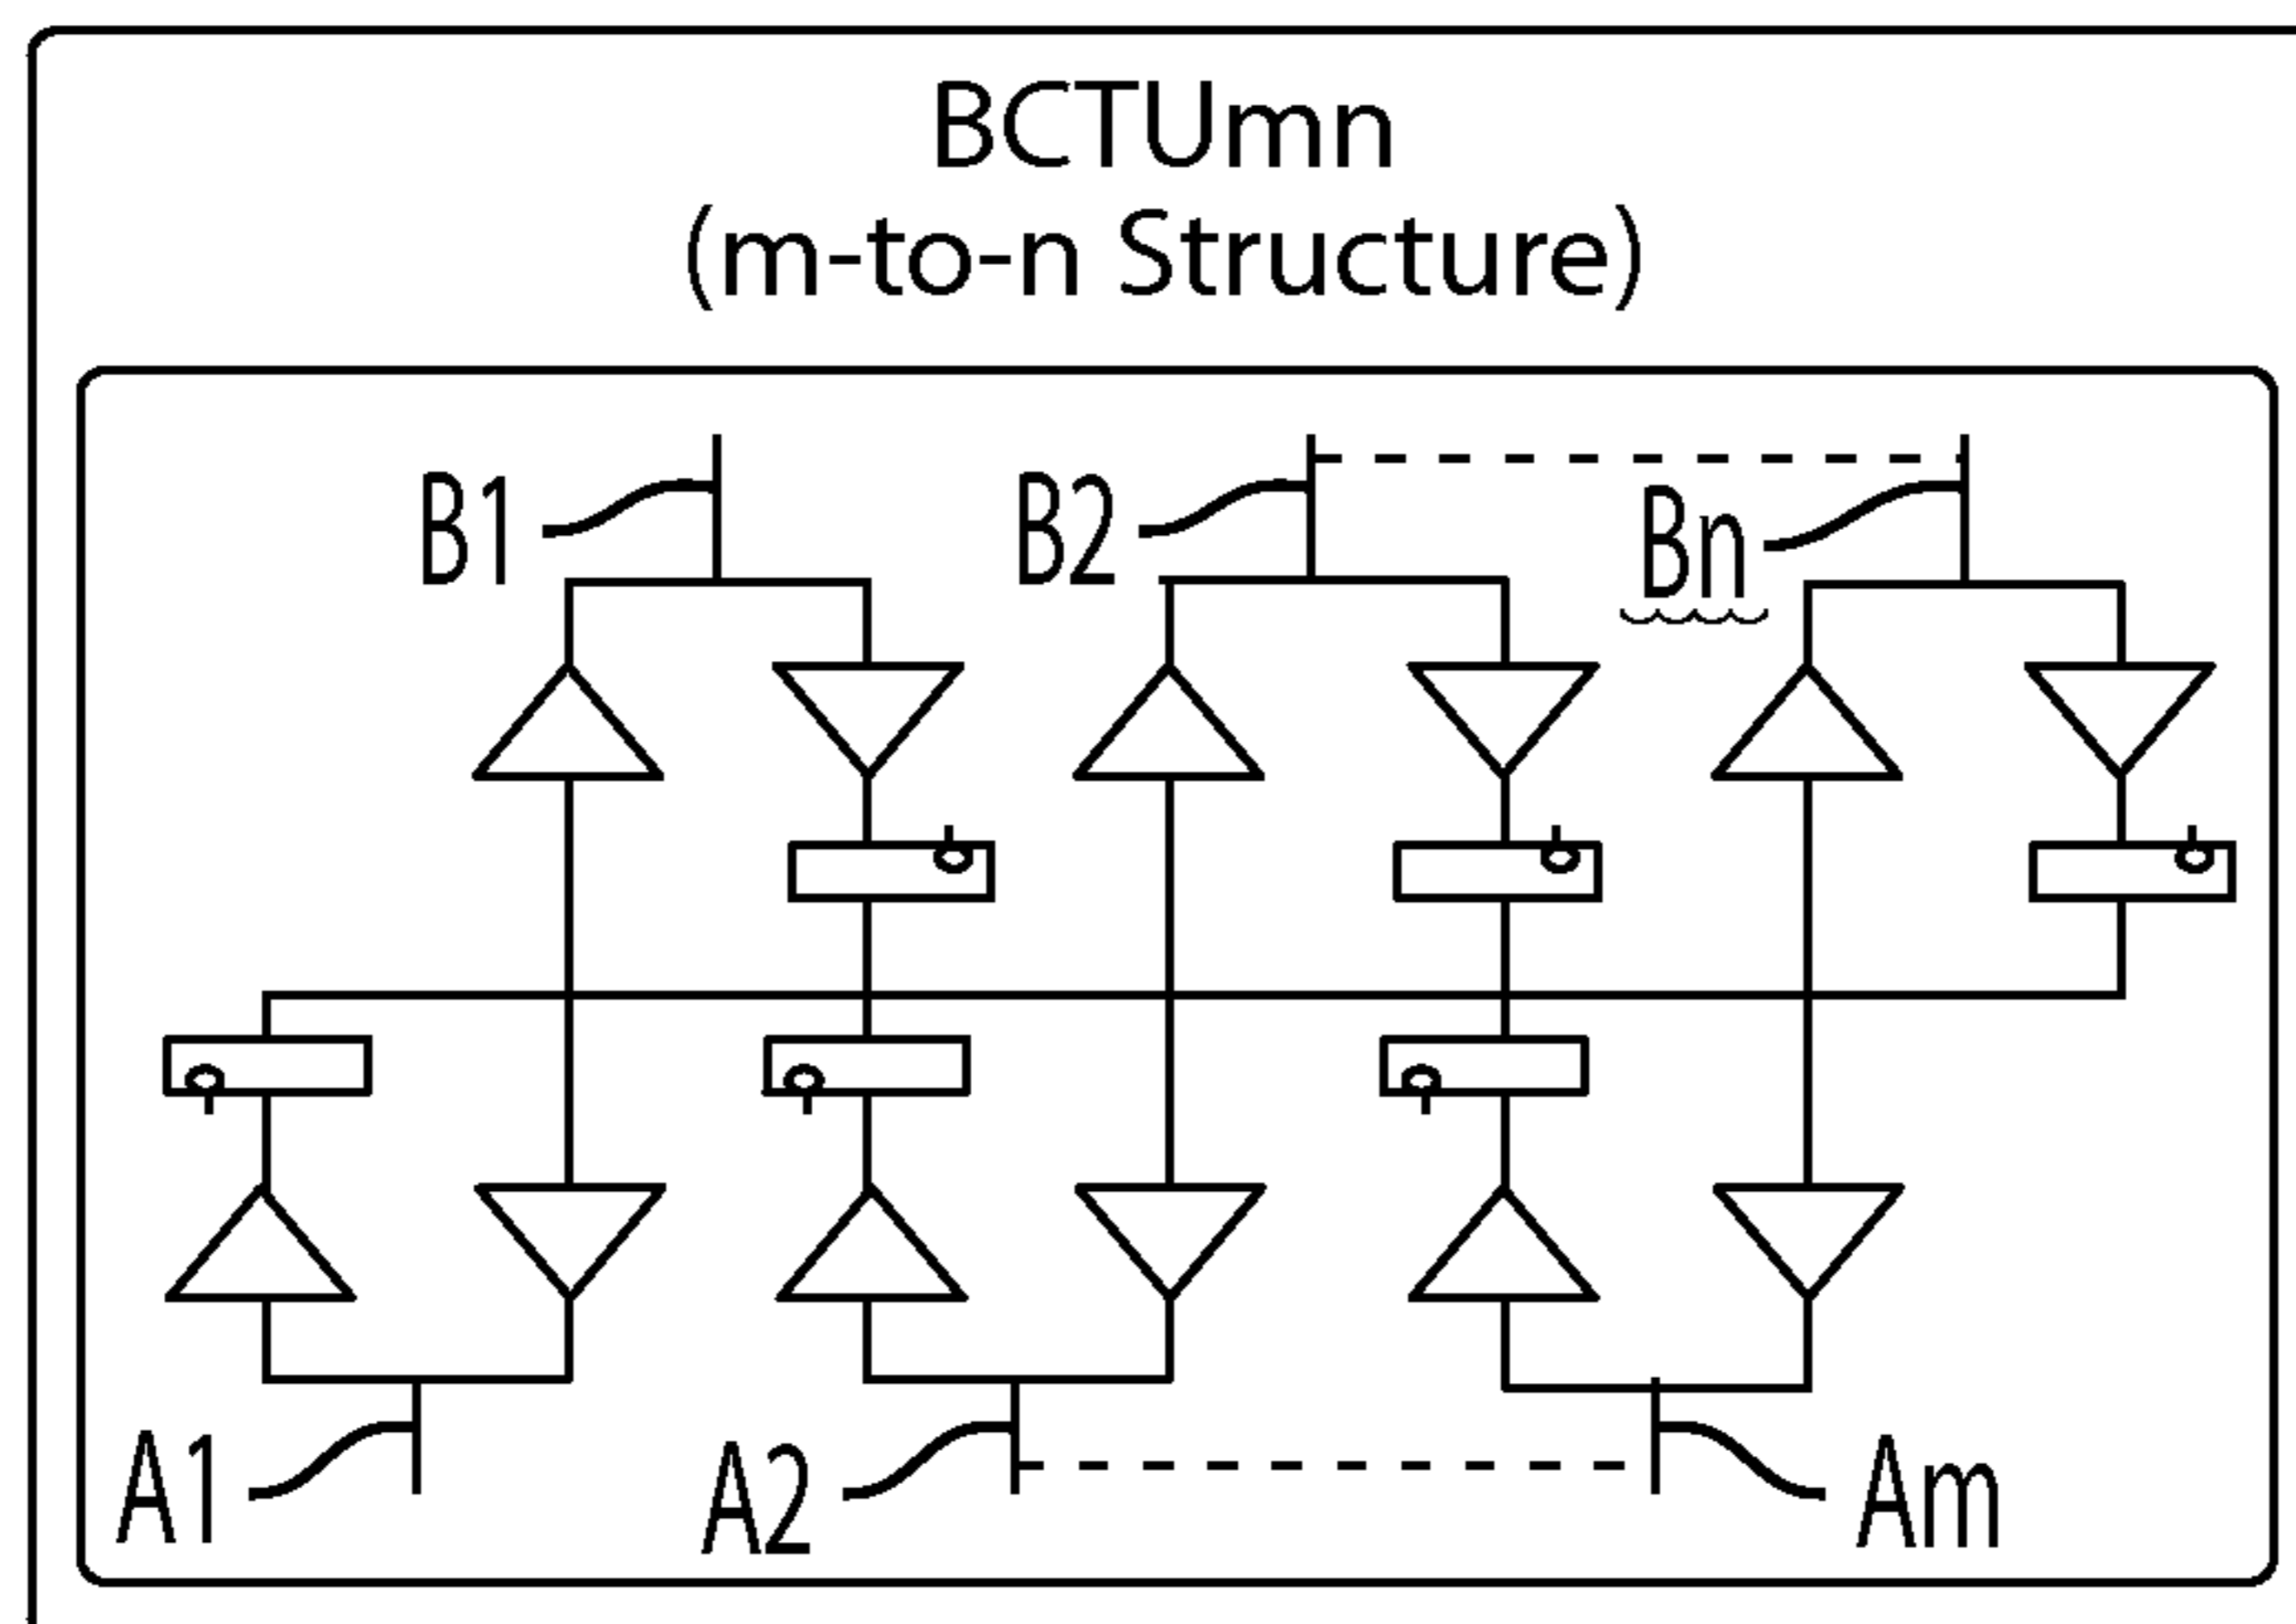 BCTUmn
(m-to-n Structure)
B1
B2
Bn
A1
A2
Am